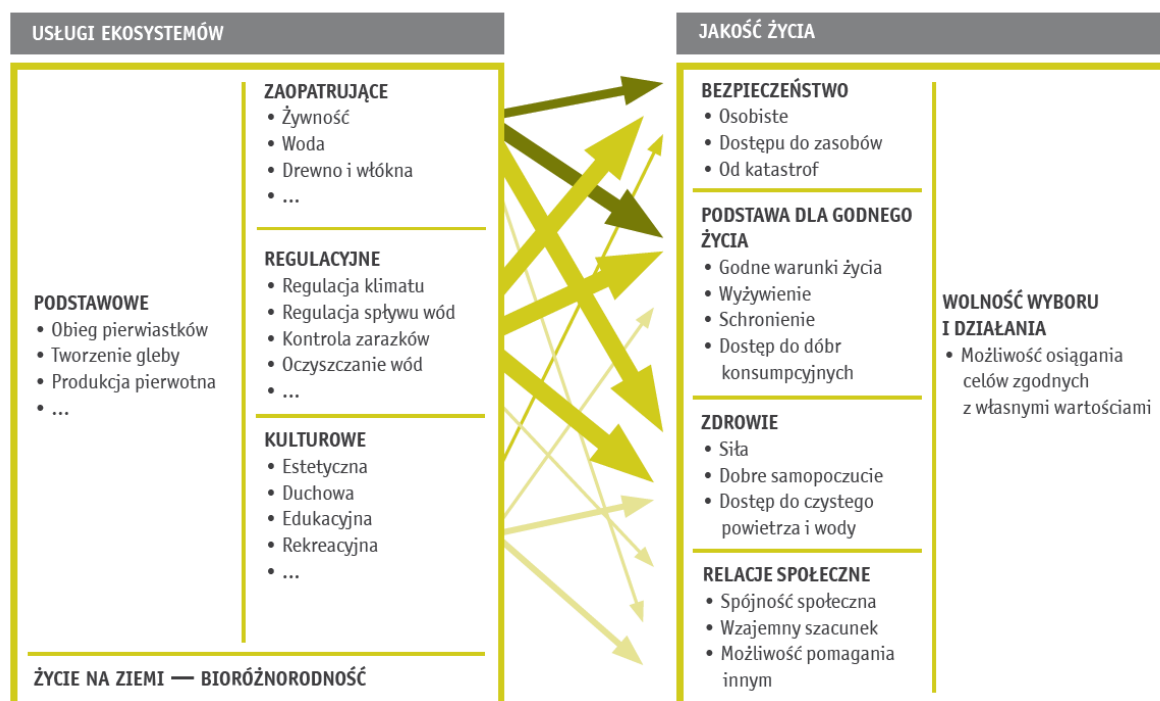 USŁUGI EKOSYSTEMÓW
PODSTAWOWE
• Obieg pierwiastków
• Tworzenie gleby
• Produkcja pierwotna
• ...
ZAOPATRUJĄCE
• Żywność
• Woda
• Drewno i włókna
• ...
REGULACYJNE
• Regulacja klimatu
• Regulacja spływu wód
• Kontrola zarazków
• Oczyszczanie wód
• ...
KULTUROWE
• Estetyczna
• Duchowa
• Edukacyjna
• Rekreacyjna
• ...
ŻYCIE NA ZIEMI — BIORÓŻNORODNOŚĆ
JAKOŚĆ ŻYCIA
BEZPIECZEŃSTWO
• Osobiste
• Dostępu do zasobów
• Od katastrof
PODSTAWA DLA GODNEGO
ŻYCIA
• Godne warunki życia
• Wyżywienie
• Schronienie
• Dostęp do dóbr
konsumpcyjnych
ZDROWIE
• Siła
• Dobre samopoczucie
• Dostęp do czystego
powietrza i wody
RELACJE SPOŁECZNE
• Spójność społeczna
• Wzajemny szacunek
• Możliwość pomagania
innym
WOLNOŚĆ WYBORU
I DZIAŁANIA
• Możliwość osiągania
celów zgodnych
z własnymi wartościami